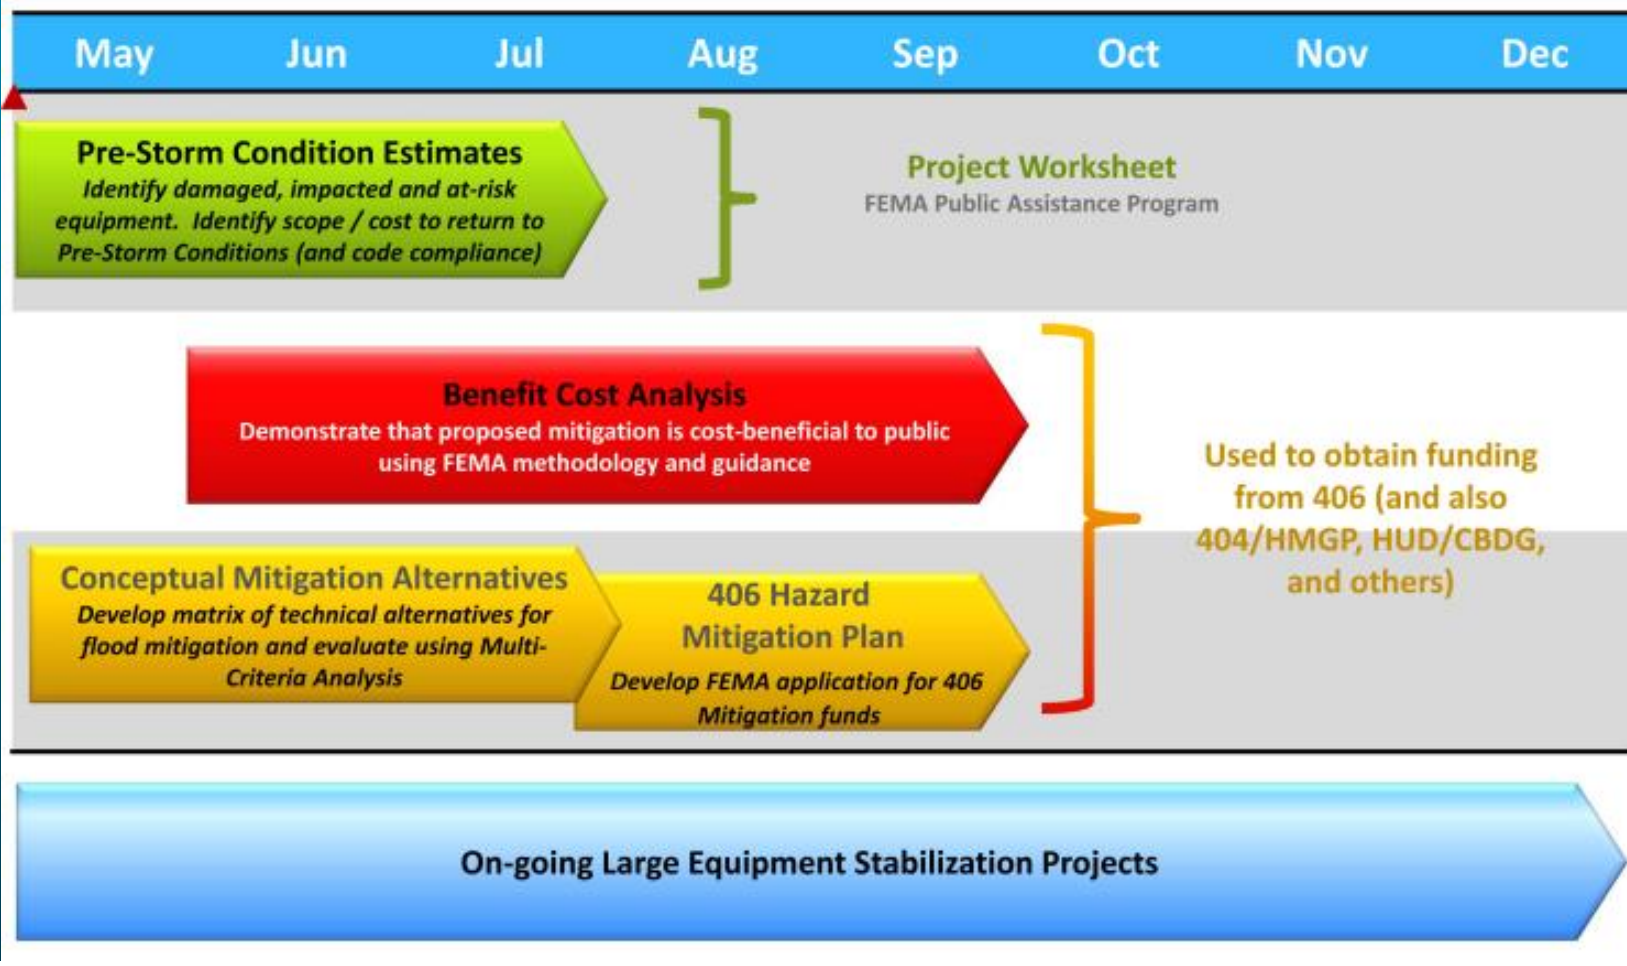 May Jun Jul Aug Sep Oct Nov Dec
Pre-Storm Condition Estimates
Identify damaged, impacted and at-risk
equipment. Identify scope / cost to return to
Pre-Storm Conditions (and code compliance)
Project Worksheet
FEMA Public Assistance Program
Benefit Cost Analysis
Demonstrate that proposed mitigation is cost-beneficial to public
using FEMA methodology and guidance
Used to obtain funding
from 406 (and also
404/HMGP, HUD/CBDG,
and others)
Conceptual Mitigation Alternatives
Develop matrix of technical alternatives for
flood mitigation and evaluate using Multi-
Criteria Analysis
406 Hazard
Mitigation Plan
Develop FEMA application for 406
Mitigation funds
On-going Large Equipment Stabilization Projects